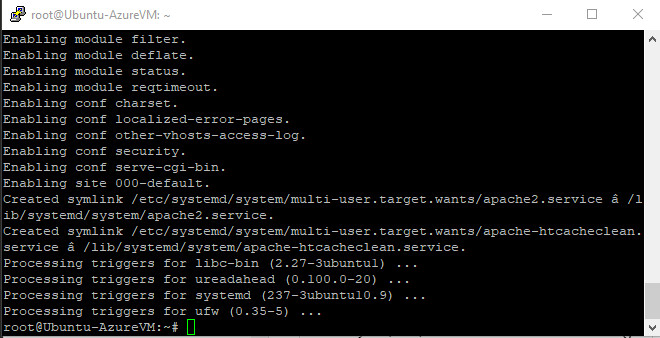 root@Ubuntu-AzureVM: ~
Enabling module filter.
Enabling module deflate.
Enabling module status.
Enabling module reqtimeout.
Enabling conf charset.
Enabling conf localized-error-pages.
Enabling conf other-vhosts-access-log.
Enabling conf security.
Enabling conf serve-cgi-bin.
Enabling site 000-default.
Created symlink /etc/systemd/system/multi-user.target.wants/apache2.service â /l
ib/systemd/system/apache2.service.
Created symlink /etc/systemd/system/multi-user.target.wants/apache-htcacheclean.
service â /lib/systemd/system/apache-htcacheclean.service.
Processing triggers for libc-bin (2.27-3ubuntu1) ...
Processing triggers for ureadahead (0.100.0-20) ...
Processing triggers for systemd (237-3ubuntu10.9) ...
Processing triggers for ufw (0.35-5) ...
root@Ubuntu-AzureVM:~#